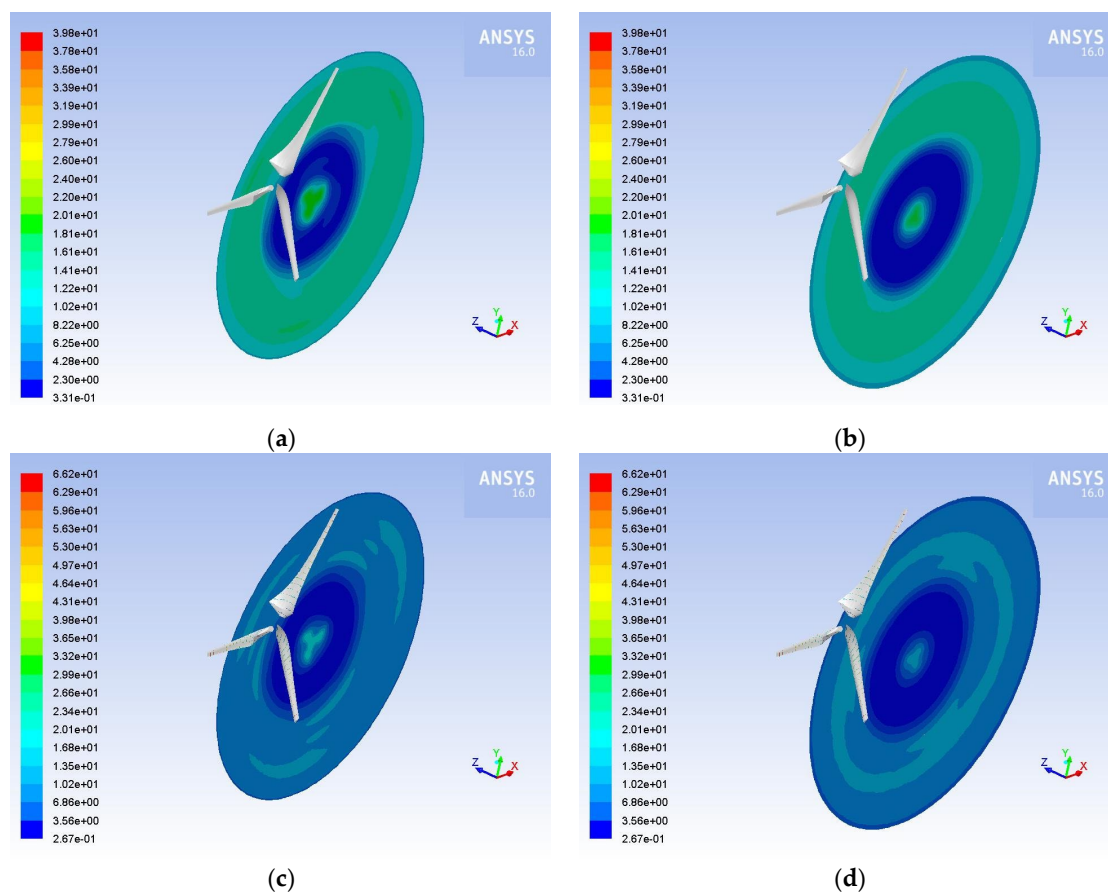 3.98e+01
3.78e+01
3.58e+01
3.39e+01
3.19e+01
2.99e+01
2.79e+01
2.60e+01
2.40e+01
2.20e+01
2.01e+01
1.81e+01
1.61e+01
1.41e+01
1.02e+01
8.22e+00
6.25e+00
4.28e+00
2.30e+00
3.31e-01
ANSYS
16.0
Y
Z
X
(a)
3.98e+01
3.78e+01
3.58e+01
3.39e+01
3.19e+01
2.99e+01
2.79e+01
2.60e+01
2.40e+01
2.20e+01
2.01e+01
1.81e+01
1.61e+01
1.41e+01
1.02e+01
8.22e+00
6.25e+00
4.28e+00
2.30e+00
3.31e-01
ANSYS
16.0
Y
Z
X
(b)
6.62e+01
6.29e+01
5.96e+01
5.63e+01
5.30e+01
4.97e+01
4.64e+01
4.31e+01
3.98e+01
3.65e+01
3.32e+01
2.99e+01
2.66e+01
2.34e+01
2.01e+01
1.68e+01
1.35e+01
1.02e+01
6.86e+00
3.56e+00
2.67e-01
ANSYS
16.0
Y
Z
X
(c)
6.62e+01
6.29e+01
5.96e+01
5.63e+01
5.30e+01
4.97e+01
4.64e+01
4.31e+01
3.98e+01
3.65e+01
3.32e+01
2.99e+01
2.66e+01
2.34e+01
2.01e+01
1.68e+01
1.35e+01
1.02e+01
6.86e+00
3.56e+00
2.67e-01
ANSYS
16.0
Y
Z
X
(d)